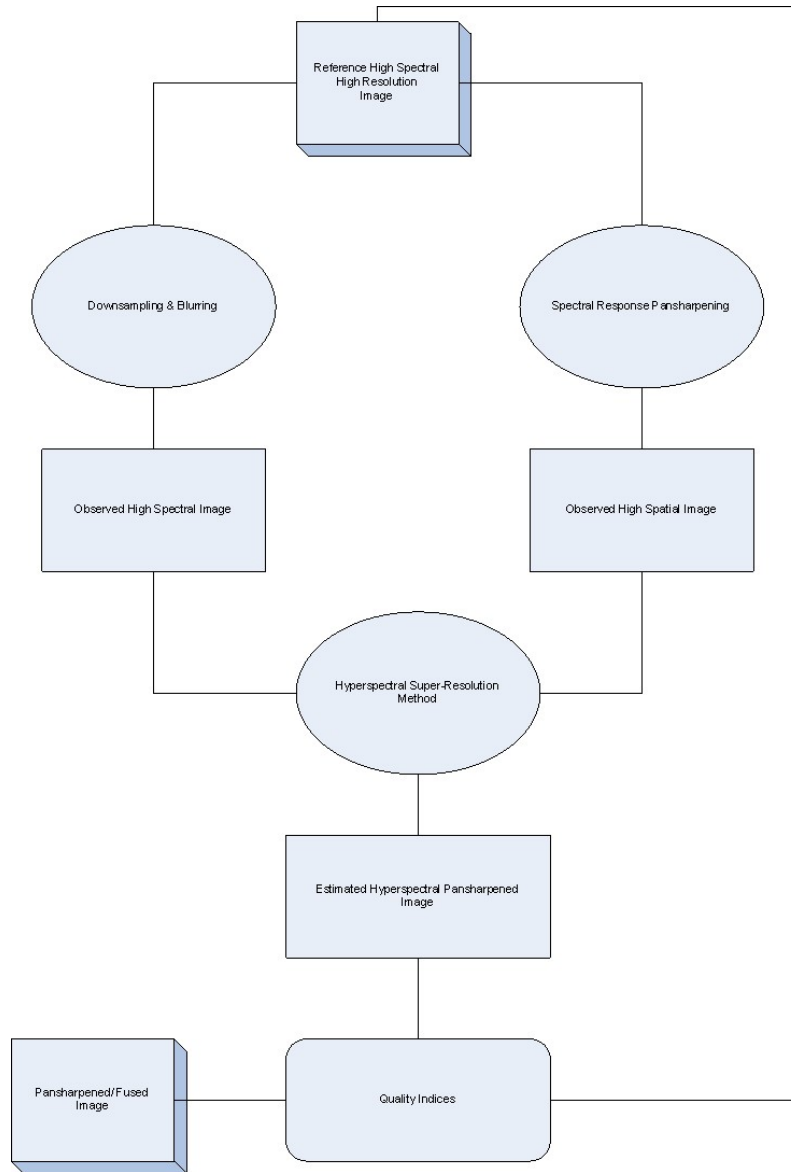 Reference High Spectral
High Resolution
Image
Downsampling & Blurring
Spectral Response Pansharpening
Observed High Spectral Image
Observed High Spatial Image
Hyperspectral Super-Resolution
Method
Estimated Hyperspectral Pansharpened
Image
Pansharpened/Fused
Image
Quality Indices